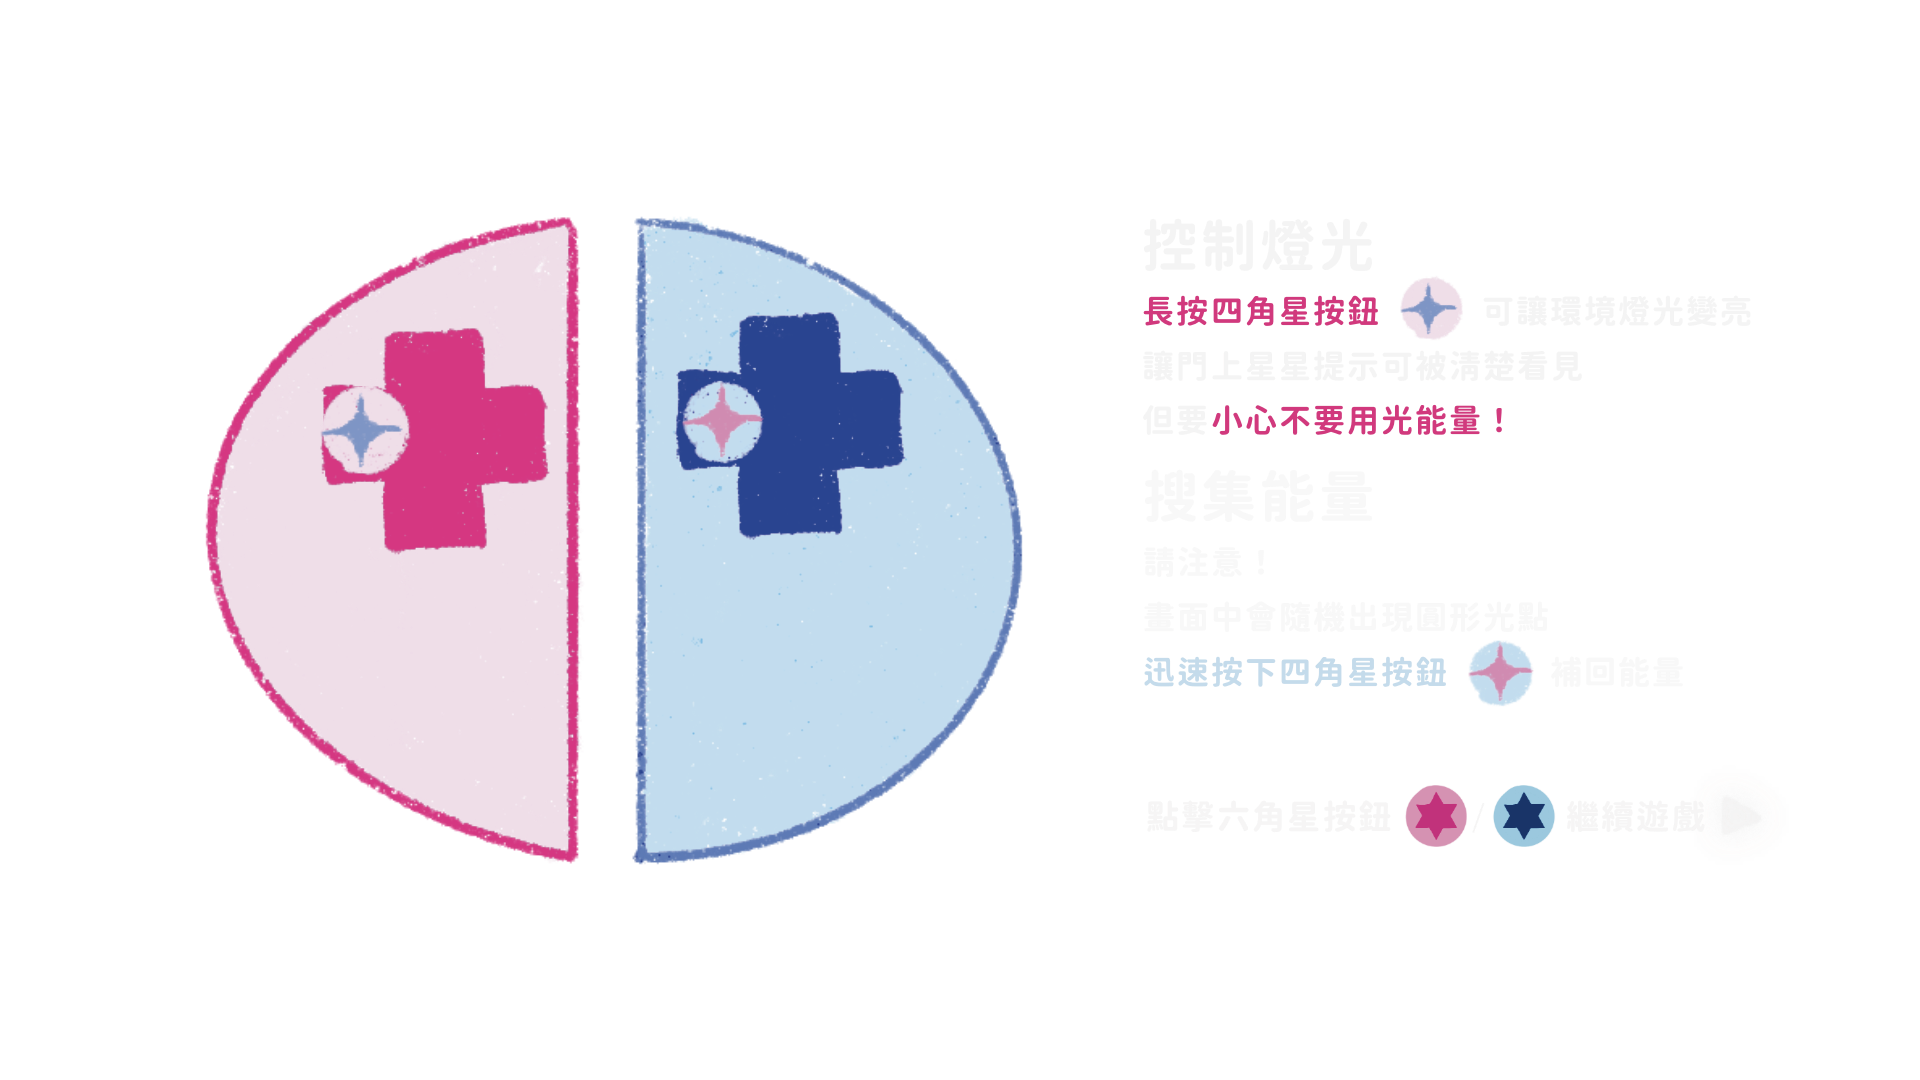 控制燈光
長按四角星按鈕 可讓環境燈光變亮
讓門上星星提示可被清楚看見
但要小心不要用光能量！
搜集能量
請注意！
畫面中會隨機出現圓形光點
迅速按下四角星按鈕 補回能量
點擊六角星按鈕 / 繼續遊戲